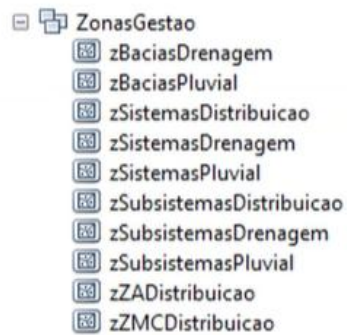 ZonasGestao
zBaciasDrenagem
zBaciasPluvial
zSistemasDistribuicao
zSistemasDrenagem
zSistemasPluvial
zSubsistemasDistribuicao
zSubsistemasDrenagem
zSubsistemasPluvial
zZADistribuicao
zZMCDistribuicao